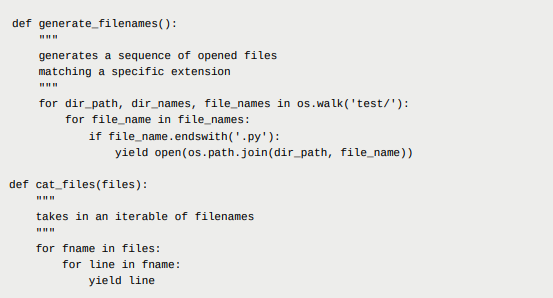 def generate_filenames():
    """
    generates a sequence of opened files
    matching a specific extension
    """
    for dir_path, dir_names, file_names in os.walk('test/'):
        for file_name in file_names:
            if file_name.endswith('.py'):
                yield open(os.path.join(dir_path, file_name))
def cat_files(files):
    """
    takes in an iterable of filenames
    """
    for fname in files:
        for line in fname:
            yield line